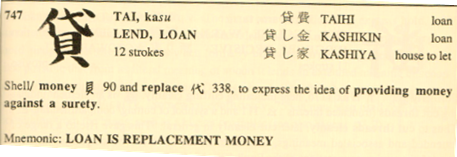 747 貸 TAI, kasu 貸費 TAIHI loan
LEND, LOAN 貸し金 KASHIKIN loan
12 strokes 貸し家 KASHIYA house to let
Shell/ money 貝 90 and replace 代 338, to express the idea of providing money
against a surety.
Mnemonic: LOAN IS REPLACEMENT MONEY